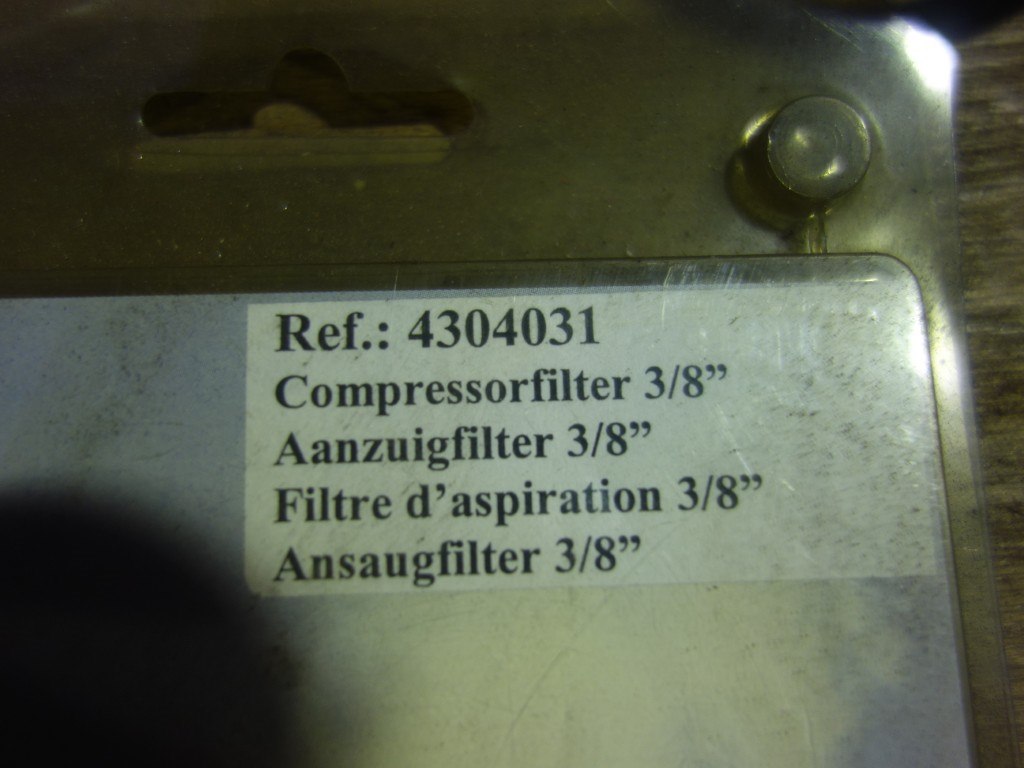 Ref.: 4304031
Compressorfilter 3/8”
Aanzuigfilter 3/8”
Filtre d’aspiration 3/8”
Ansaugfilter 3/8”